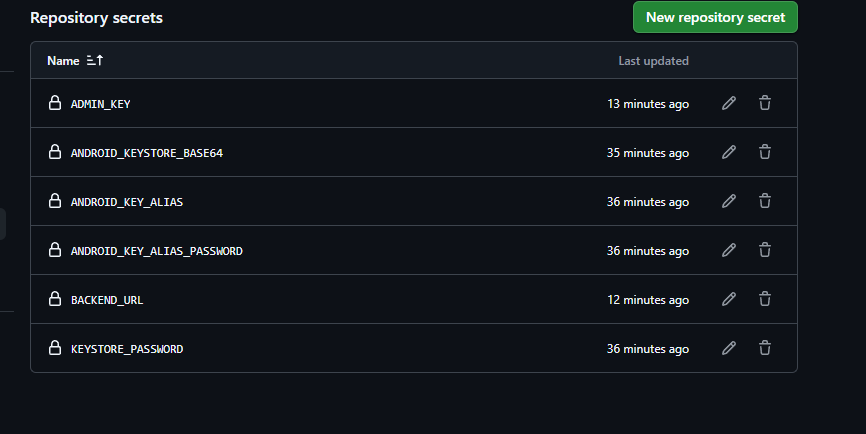 Repository secrets
New repository secret
Name
Last updated
ADMIN_KEY
13 minutes ago
ANDROID_KEYSTORE_BASE64
35 minutes ago
ANDROID_KEY_ALIAS
36 minutes ago
ANDROID_KEY_ALIAS_PASSWORD
36 minutes ago
BACKEND_URL
12 minutes ago
KEYSTORE_PASSWORD
36 minutes ago